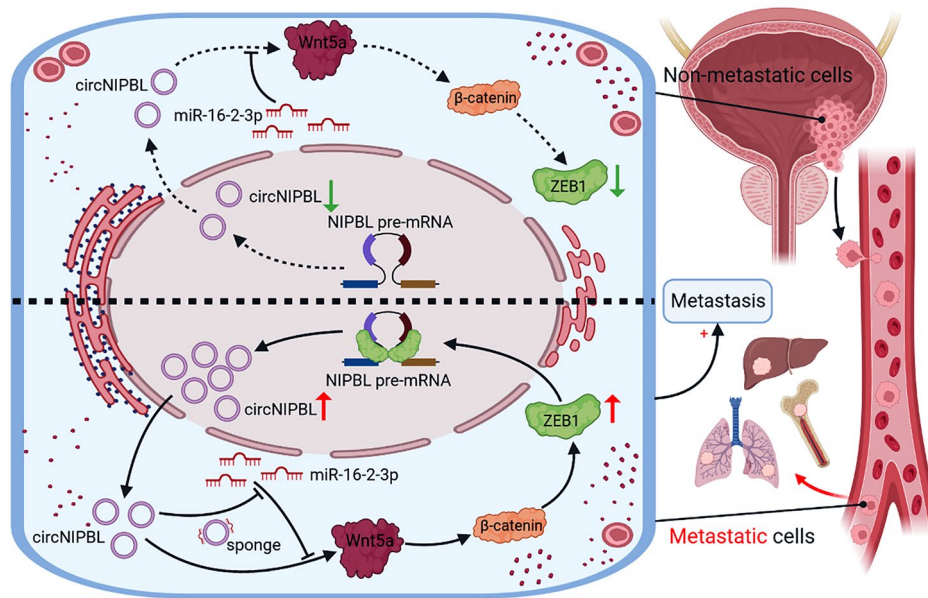 Wnt5a
circNIPBL
β-catenin
miR-16-2-3p
Non-metastatic cells
ZEB1
circNIPBL
NIPBL pre-mRNA
Metastasis
+
NIPBL pre-mRNA
circNIPBL
ZEB1
miR-16-2-3p
circNIPBL
sponge
Wnt5a
β-catenin
Metastatic cells